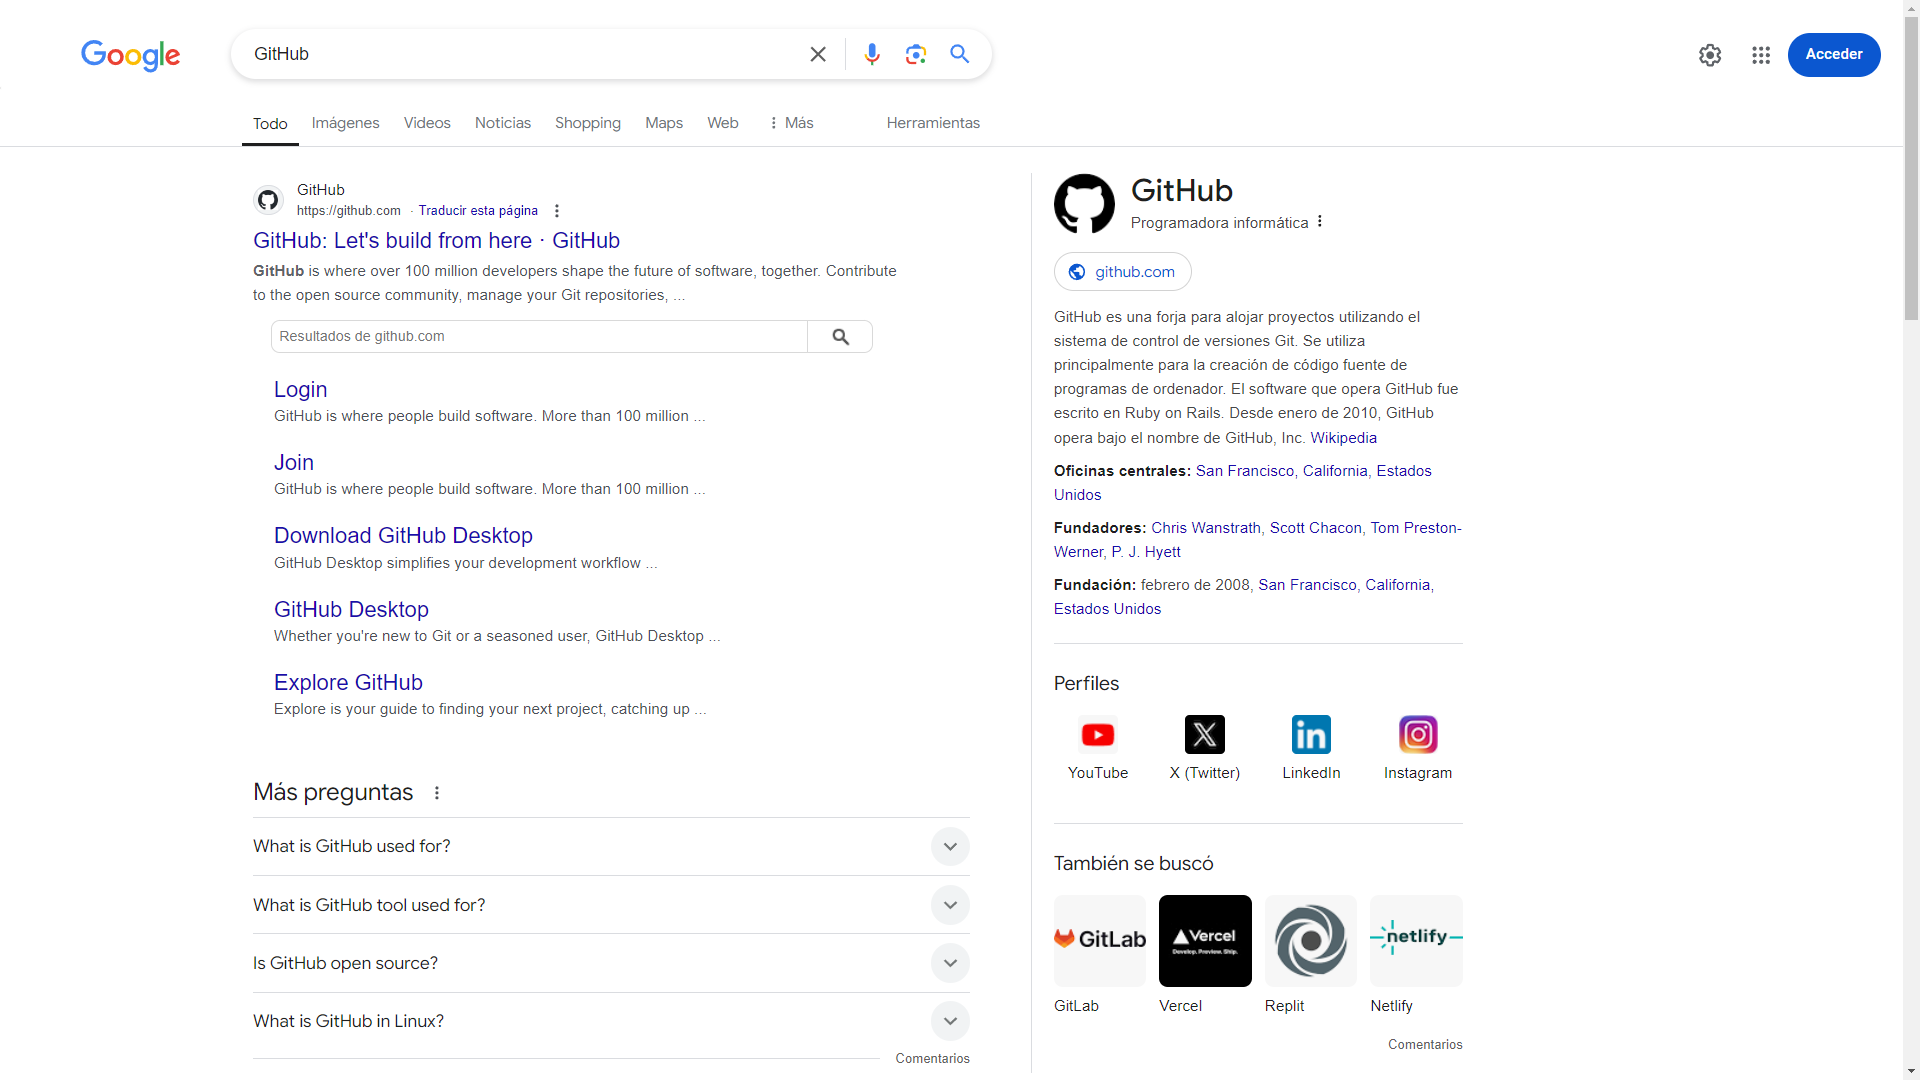 Google
GitHub
Acceder
Todo
Imágenes
Videos
Noticias
Shopping
Maps
Web
Más
Herramientas
GitHub
https://github.com · Traducir esta página
GitHub: Let's build from here · GitHub
GitHub is where over 100 million developers shape the future of software, together. Contribute
to the open source community, manage your Git repositories, ...
Resultados de github.com
Login
GitHub is where people build software. More than 100 million ...
Join
GitHub is where people build software. More than 100 million ...
Download GitHub Desktop
GitHub Desktop simplifies your development workflow ...
GitHub Desktop
Whether you're new to Git or a seasoned user, GitHub Desktop ...
Explore GitHub
Explore is your guide to finding your next project, catching up ...
Más preguntas
What is GitHub used for?
What is GitHub tool used for?
Is GitHub open source?
What is GitHub in Linux?
Comentarios
GitHub
Programadora informática
github.com
GitHub es una forja para alojar proyectos utilizando el
sistema de control de versiones Git. Se utiliza
principalmente para la creación de código fuente de
programas de ordenador. El software que opera GitHub fue
escrito en Ruby on Rails. Desde enero de 2010, GitHub
opera bajo el nombre de GitHub, Inc. Wikipedia
Oficinas centrales: San Francisco, California, Estados
Unidos
Fundadores: Chris Wanstrath, Scott Chacon, Tom Preston-
Werner, P. J. Hyett
Fundación: febrero de 2008, San Francisco, California,
Estados Unidos
Perfiles
YouTube
X (Twitter)
LinkedIn
Instagram
También se buscó
GitLab
Vercel
Develop. Preview. Ship.
netlify
GitLab
Vercel
Replit
Netlify
Comentarios